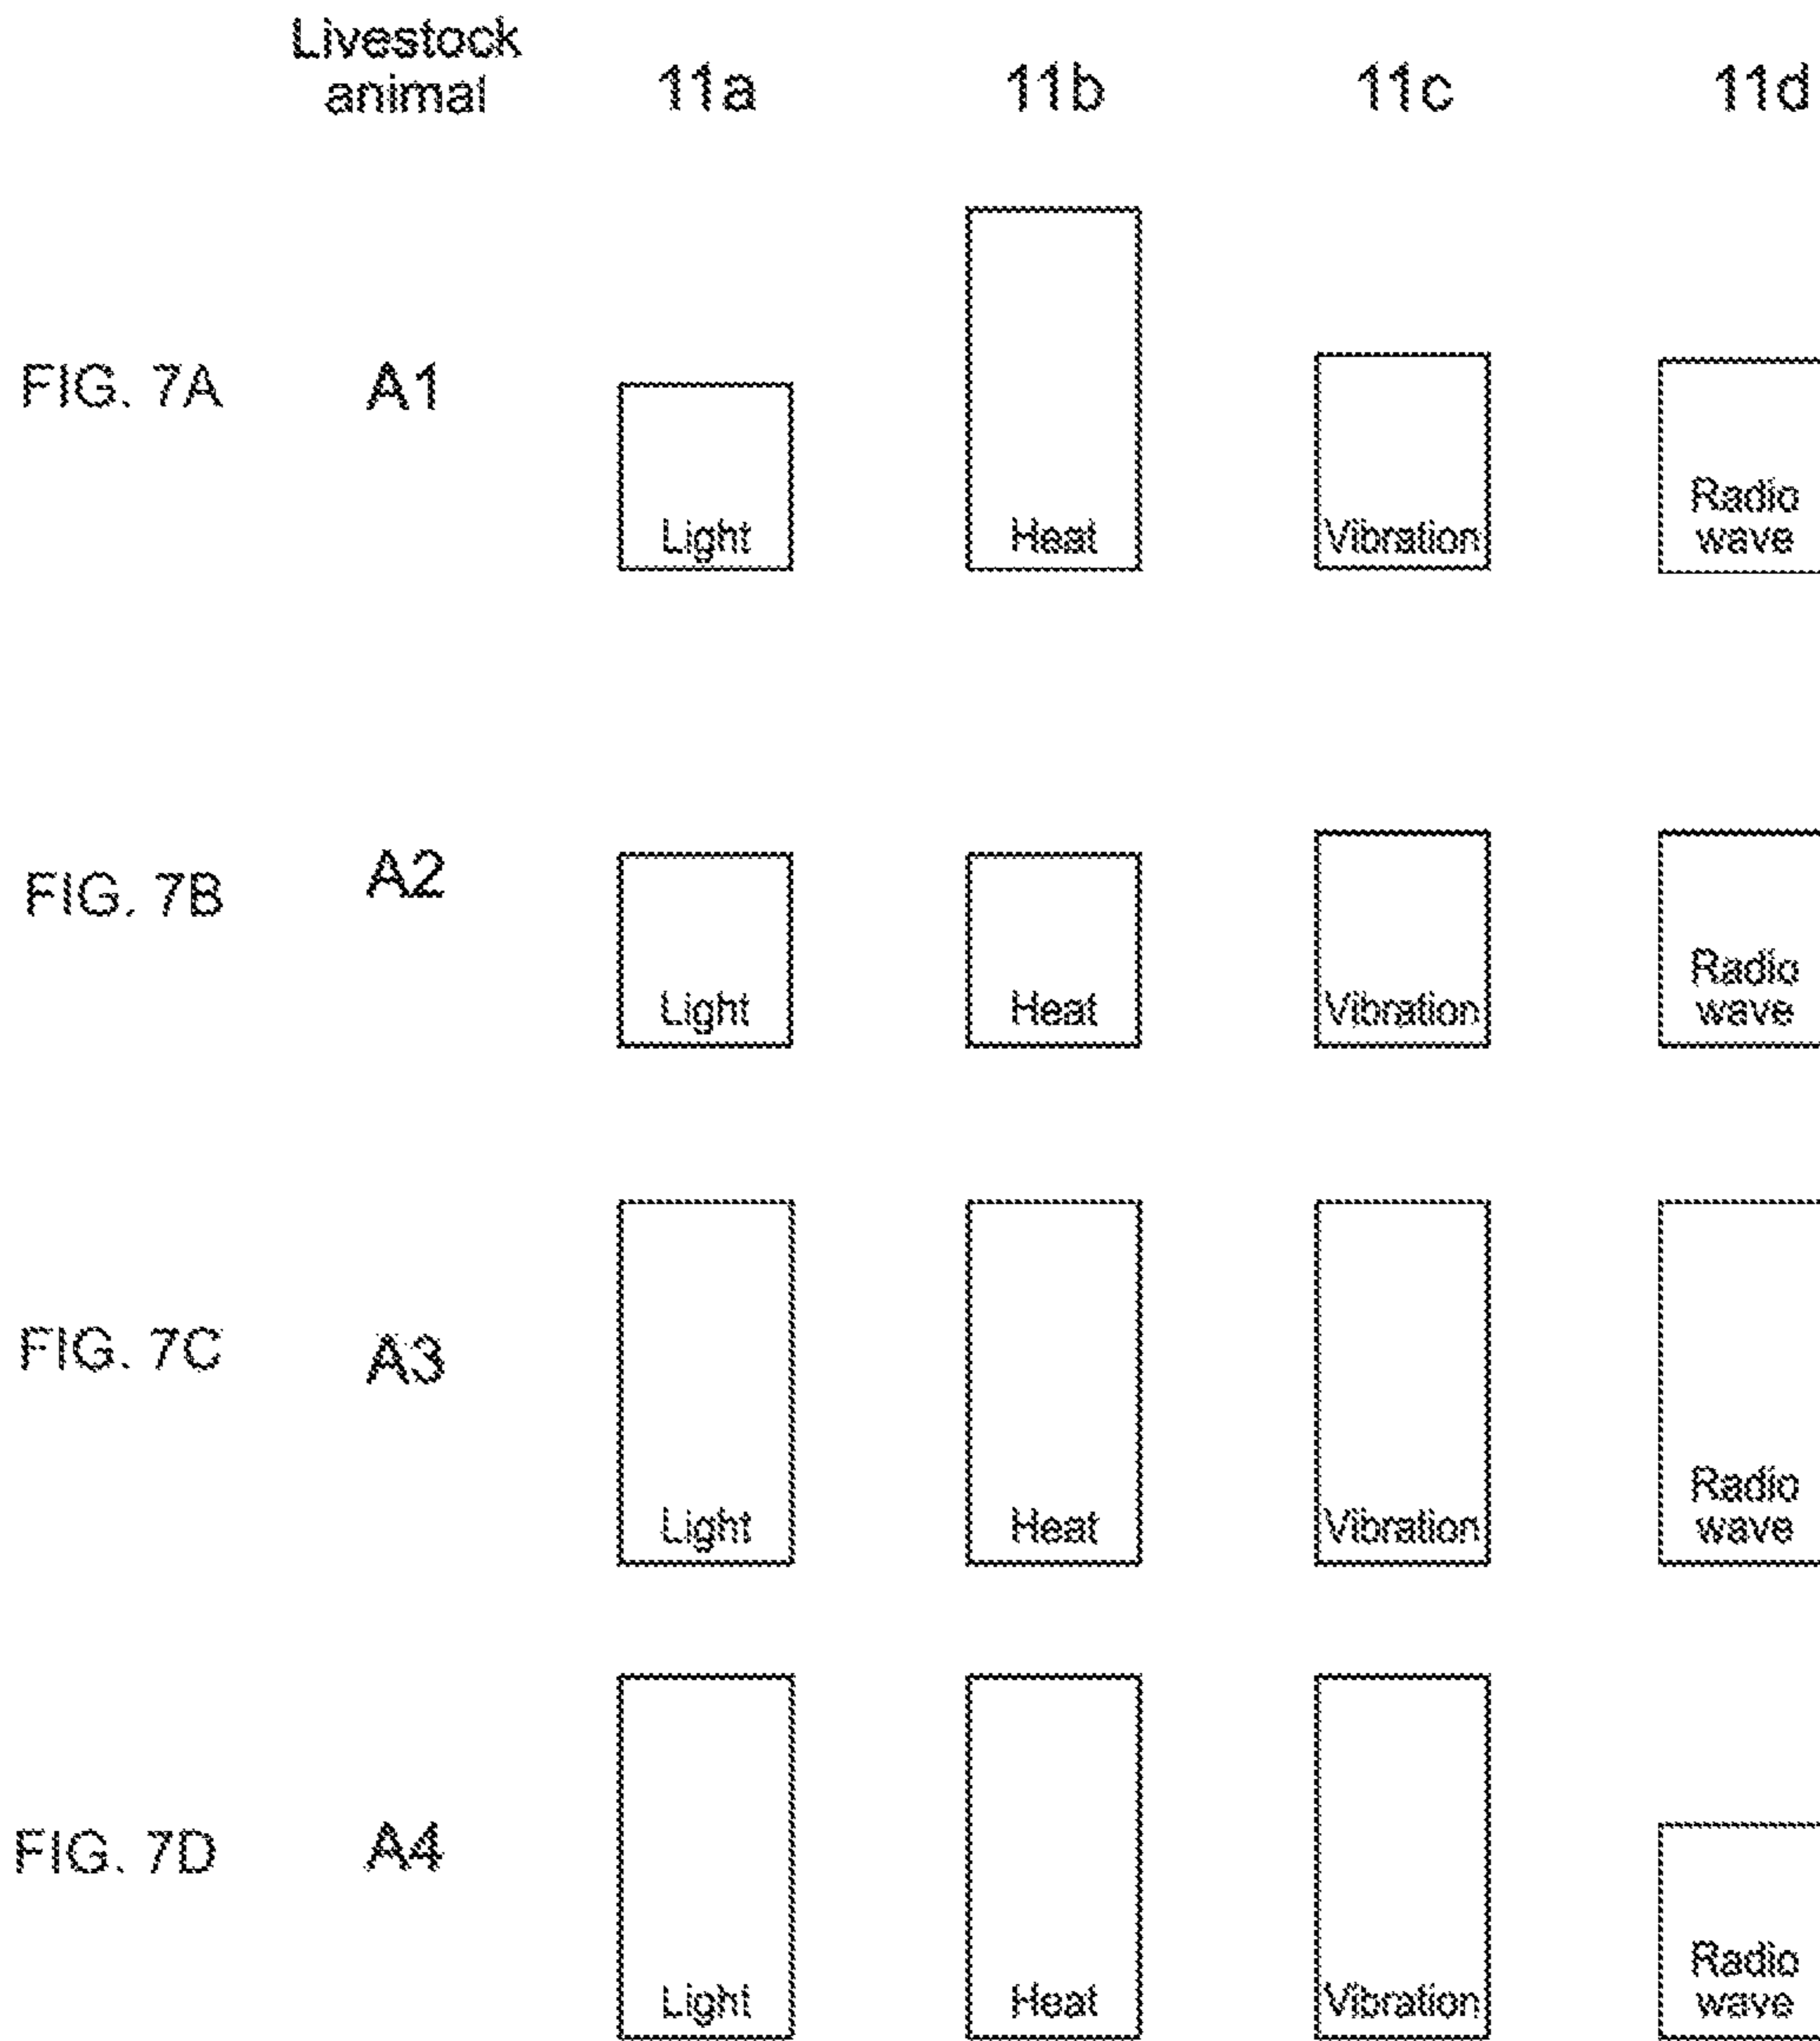 Livestock
animal 11a 11b 11c 11d
FIG. 7A A1
Light Heat Vibration Radio
wave
FIG. 7B A2
Light Heat Vibration Radio
wave
FIG. 7C A3
Light Heat Vibration Radio
wave
FIG. 7D A4
Light Heat Vibration Radio
wave